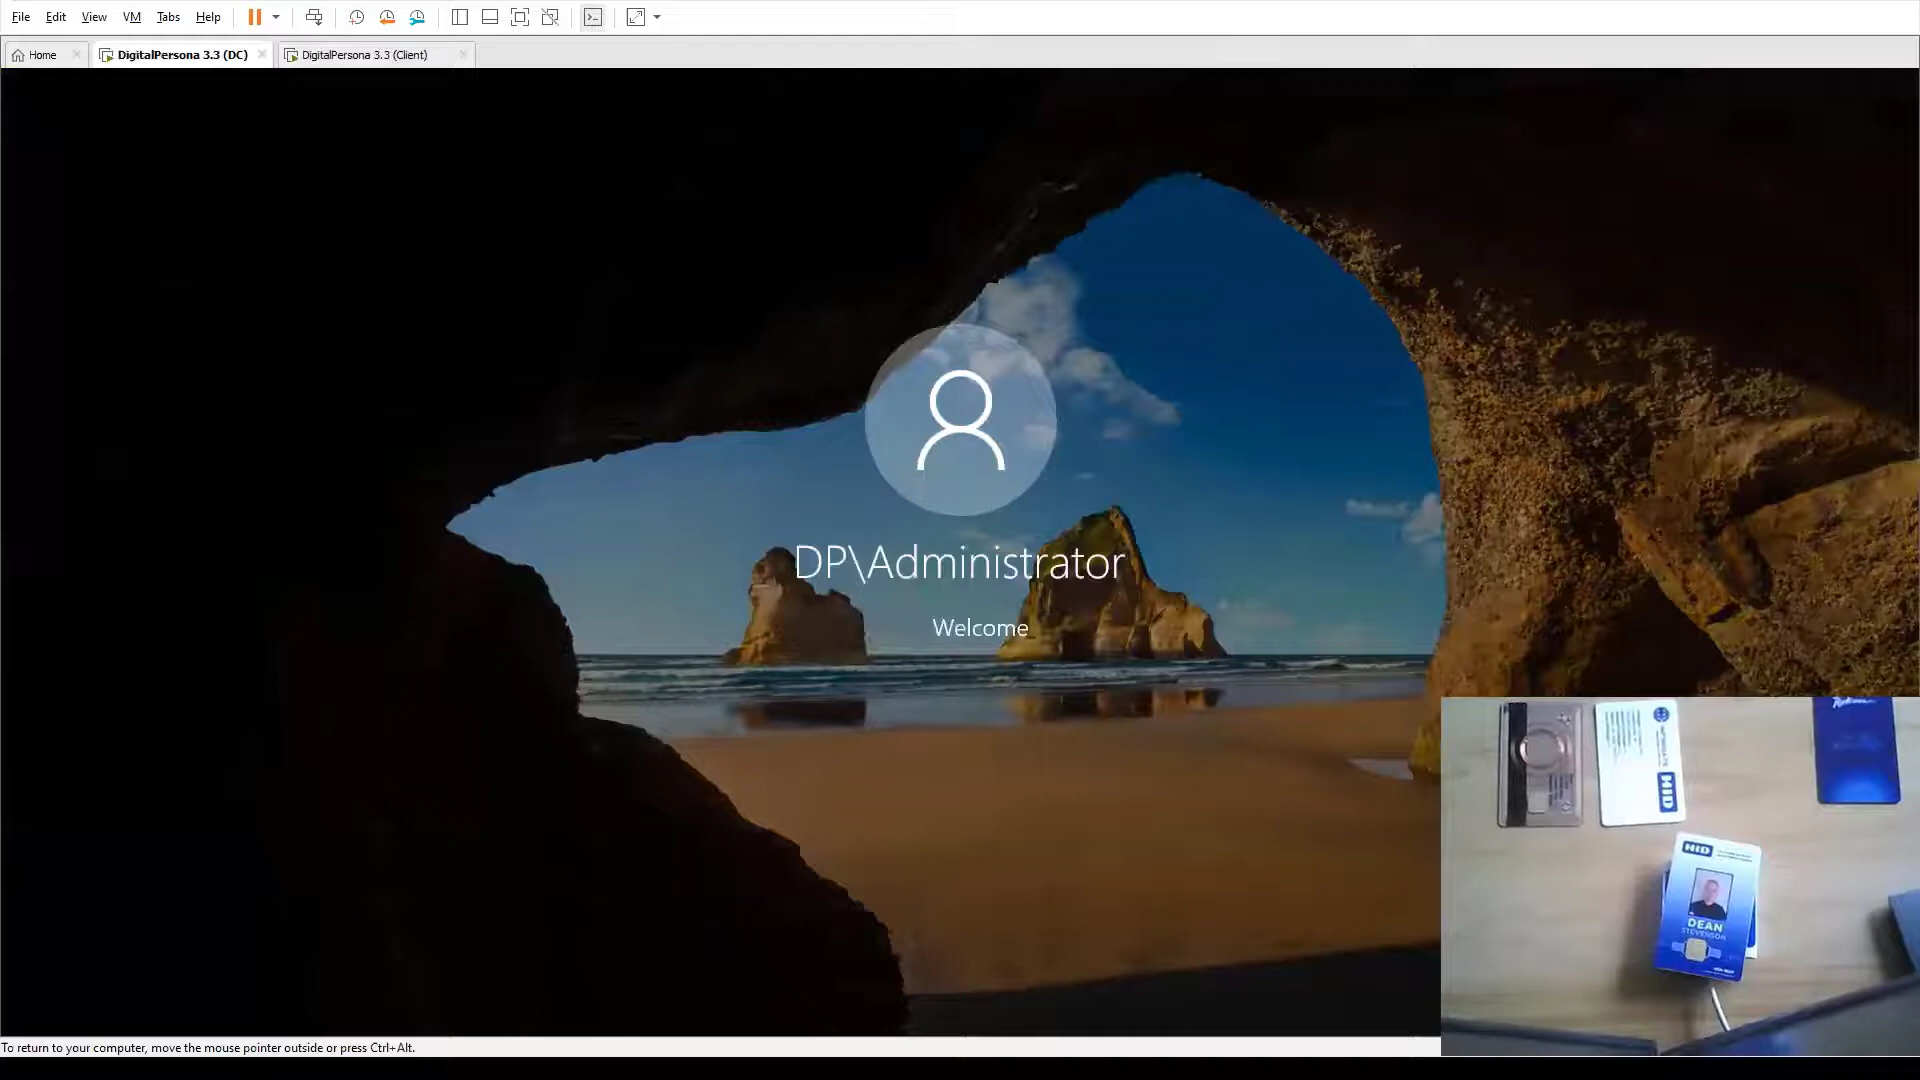 File Edit View VM Tabs Help
Home DigitalPersona 3.3 (DC) DigitalPersona 3.3 (Client)
DP\Administrator
Welcome
HID
HID
DEAN
STEVENSON
To return to your computer, move the mouse pointer outside or press Ctrl+Alt.